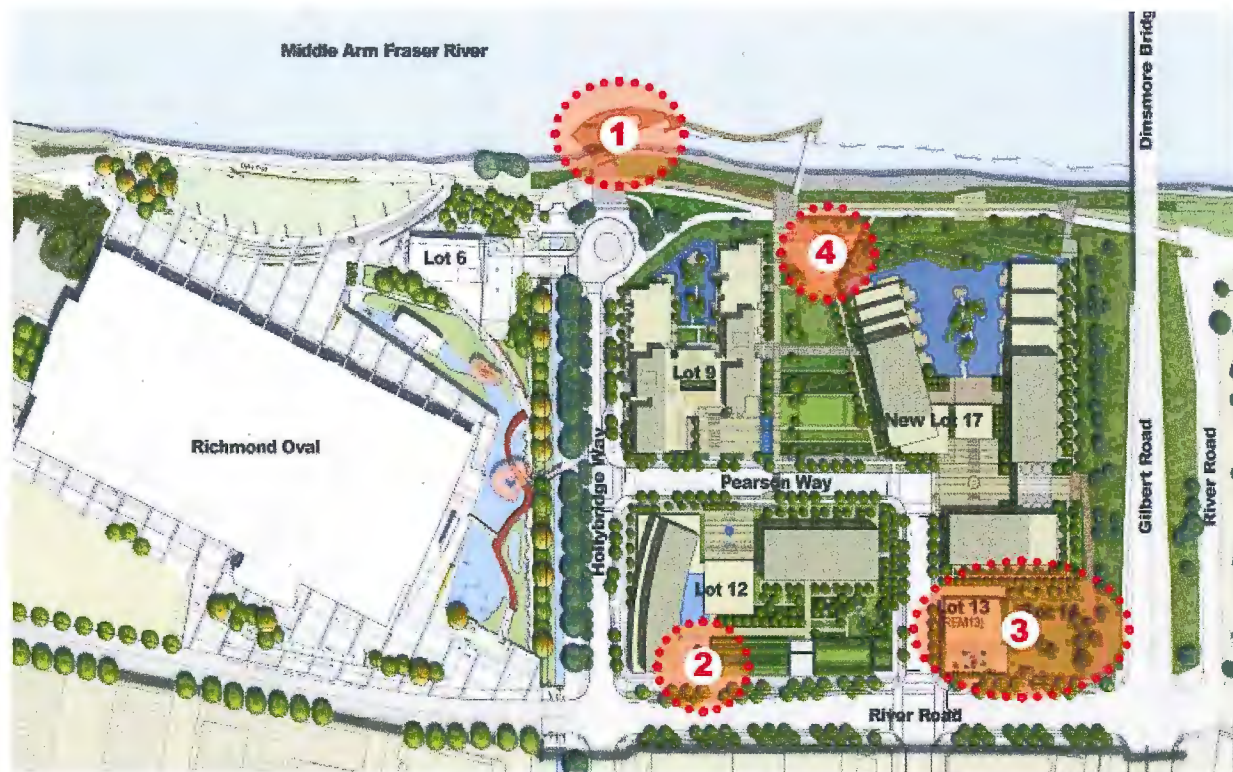 Middle Arm Fraser River
Dinsmore Bridge
1
4
Lot 6
Lot 9
New Lot 17
Richmond Oval
Hollybridge Way
Pearson Way
Gilbert Road
River Road
Lot 12
Lot 13
(REM13)
3
2
River Road